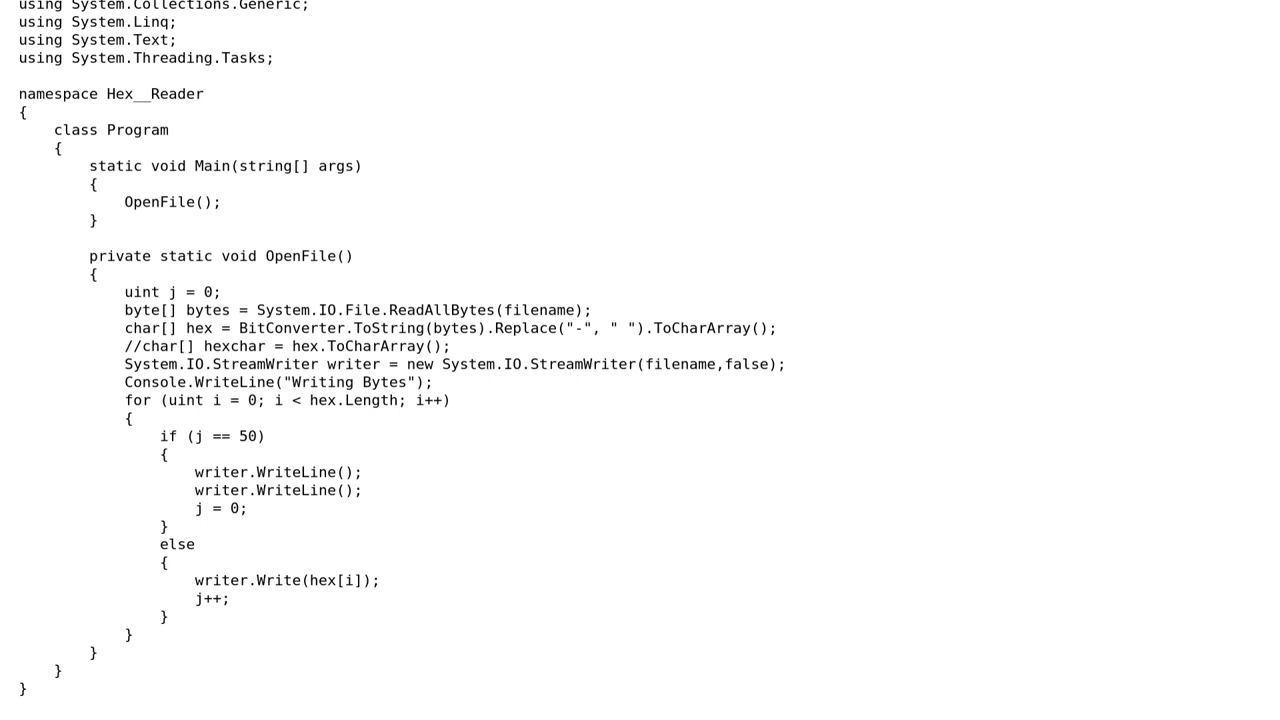 using System.Collections.Generic;
using System.Linq;
using System.Text;
using System.Threading.Tasks;

namespace Hex__Reader
{
    class Program
    {
        static void Main(string[] args)
        {
            OpenFile();
        }

        private static void OpenFile()
        {
            uint j = 0;
            byte[] bytes = System.IO.File.ReadAllBytes(filename);
            char[] hex = BitConverter.ToString(bytes).Replace("-", " ").ToCharArray();
            //char[] hexchar = hex.ToCharArray();
            System.IO.StreamWriter writer = new System.IO.StreamWriter(filename,false);
            Console.WriteLine("Writing Bytes");
            for (uint i = 0; i < hex.Length; i++)
            {
                if (j == 50)
                {
                    writer.WriteLine();
                    writer.WriteLine();
                    j = 0;
                }
                else
                {
                    writer.Write(hex[i]);
                    j++;
                }
            }
        }
    }
}